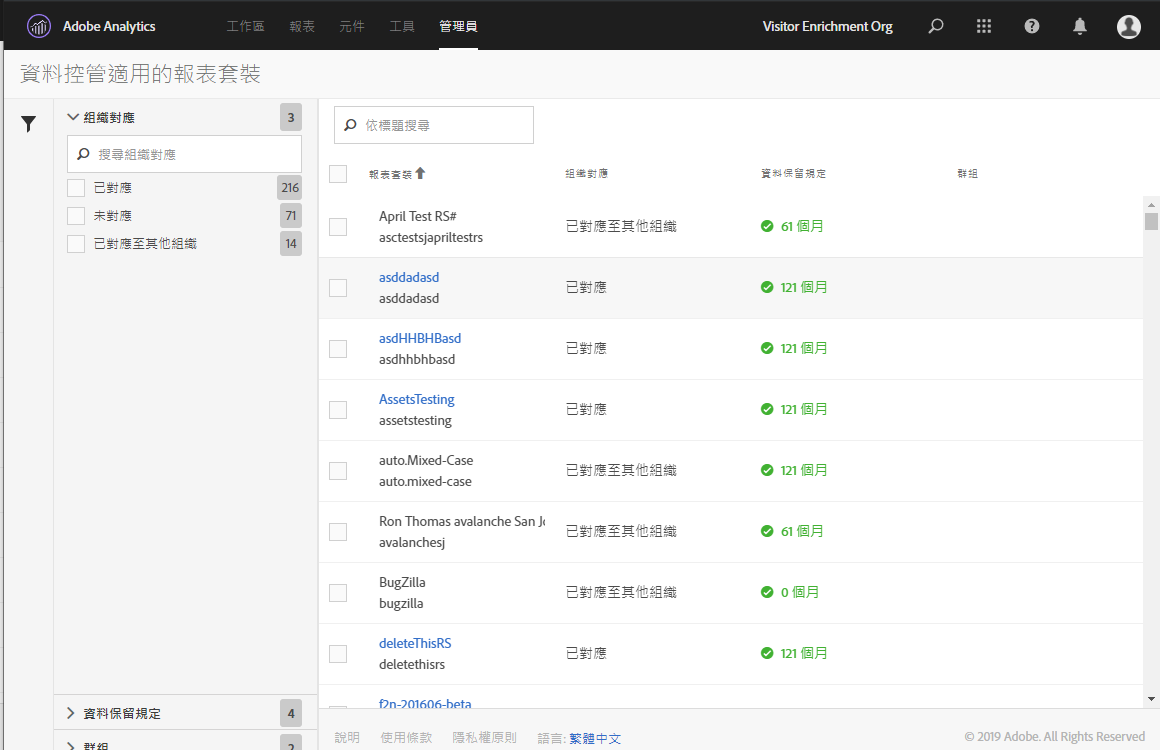 Adobe Analytics 工作區 報表 元件 工具 管理員 Visitor Enrichment Org
資料控管適用的報表套裝
組織對應 3
搜尋組織對應
已對應 216
未對應 71
已對應至其他組織 14
資料保留規定 4
群組 2
依標題搜尋
報表套裝 組織對應 資料保留規定 群組
April Test RS#
asctestsjapriltestrs
已對應至其他組織 61 個月
asddadasd
asddadasd
已對應 121 個月
asdHHBHBasd
asdhhbhbasd
已對應 121 個月
AssetsTesting
assetstesting
已對應 121 個月
auto.Mixed-Case
auto.mixed-case
已對應至其他組織 121 個月
Ron Thomas avalanche San Jo
avalanchesj
已對應至其他組織 61 個月
BugZilla
bugzilla
已對應至其他組織 0 個月
deleteThisRS
deletethisrs
已對應 121 個月
f2n-201606-beta
說明 使用條款 隱私權原則 語言: 繁體中文 © 2019 Adobe. All Rights Reserved